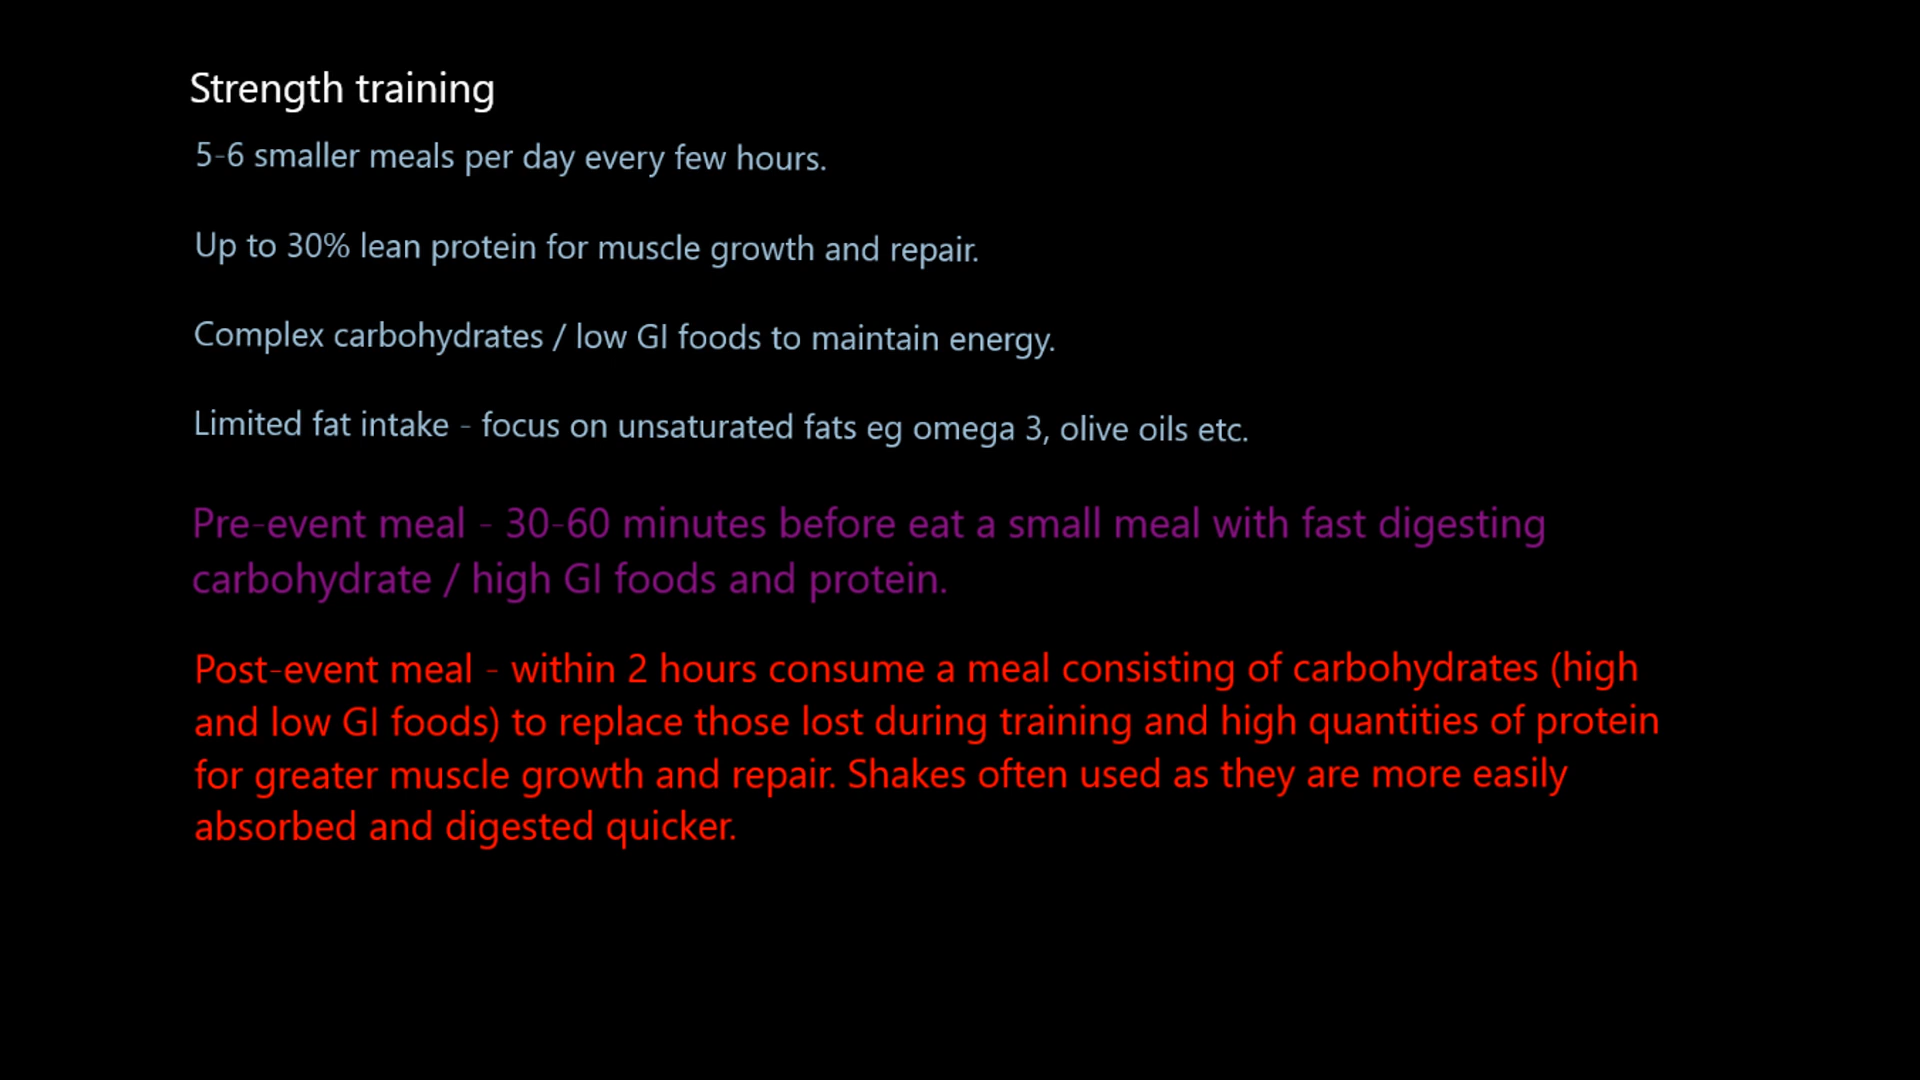 Strength training
5-6 smaller meals per day every few hours.
Up to 30% lean protein for muscle growth and repair.
Complex carbohydrates / low GI foods to maintain energy.
Limited fat intake - focus on unsaturated fats eg omega 3, olive oils etc.
Pre-event meal - 30-60 minutes before eat a small meal with fast digesting
carbohydrate / high GI foods and protein.
Post-event meal - within 2 hours consume a meal consisting of carbohydrates (high
and low GI foods) to replace those lost during training and high quantities of protein
for greater muscle growth and repair. Shakes often used as they are more easily
absorbed and digested quicker.